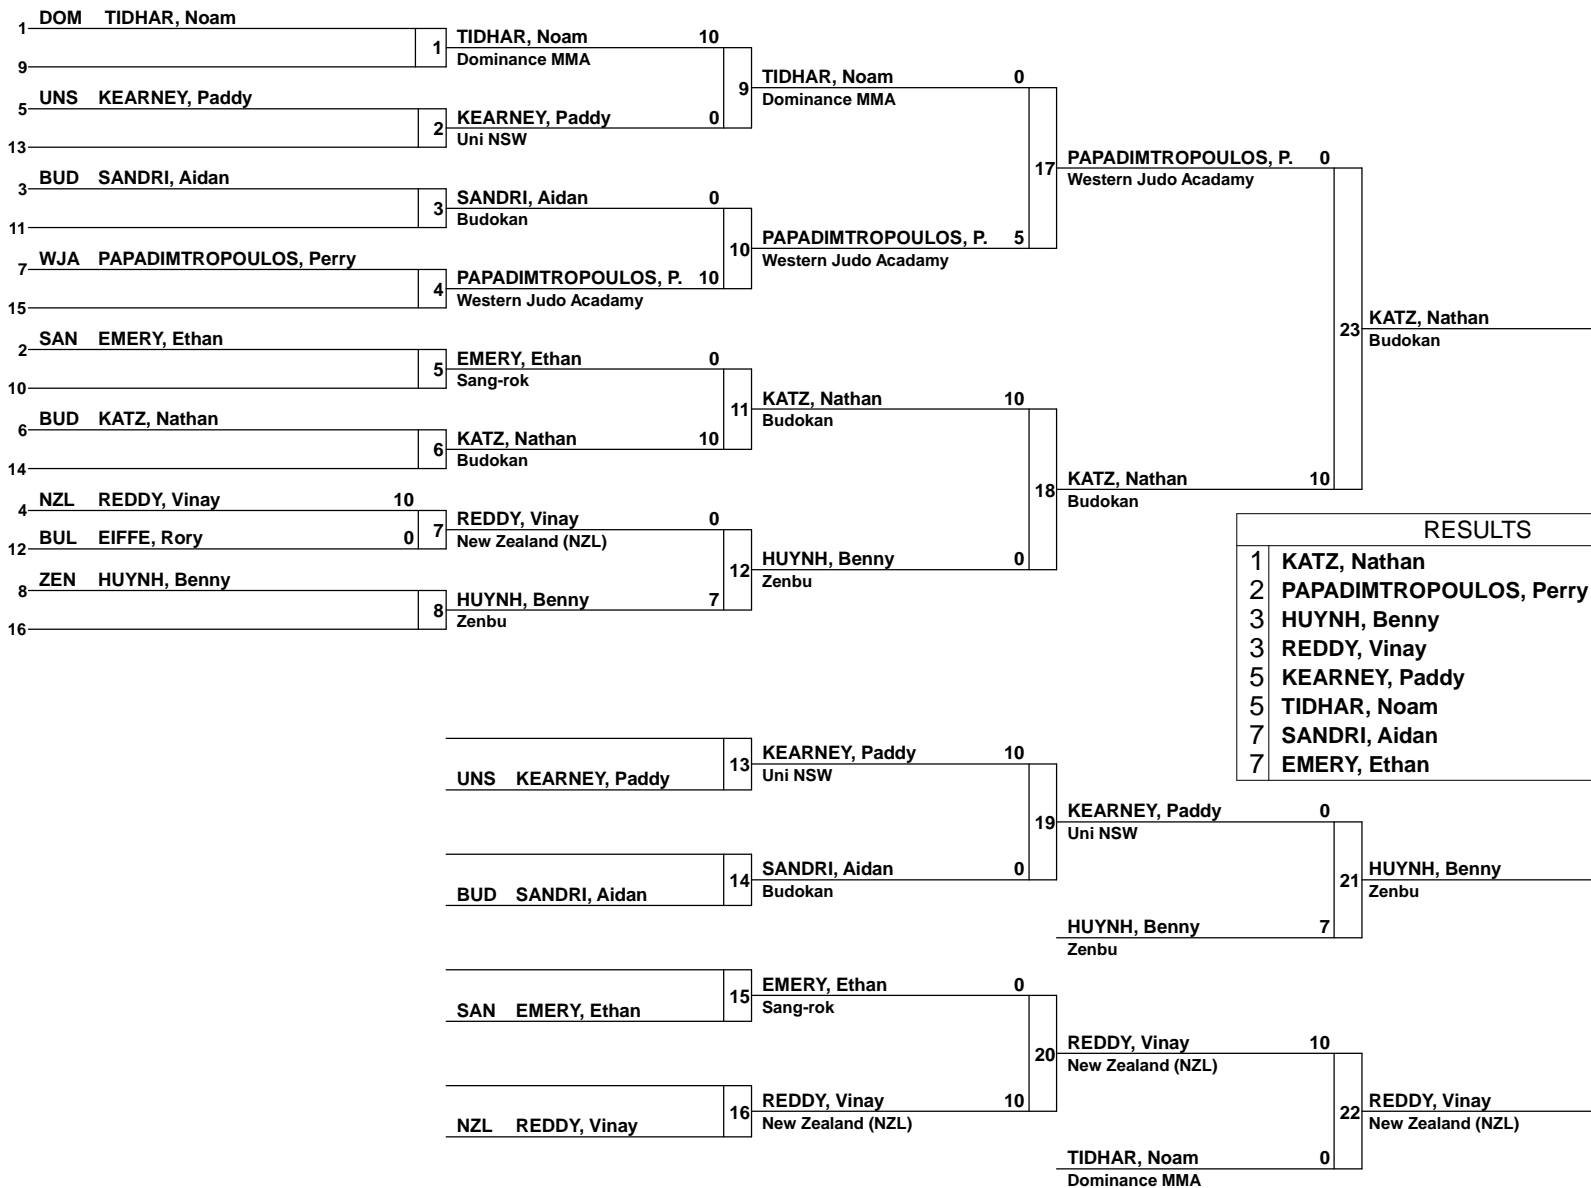 DOM TIDHAR, Noam
1
9
1
TIDHAR, Noam 10
Dominance MMA
UNS KEARNEY, Paddy
5
13
2
KEARNEY, Paddy 0
Uni NSW
9
TIDHAR, Noam 0
Dominance MMA
BUD SANDRI, Aidan
3
11
3
SANDRI, Aidan 0
Budokan
WJA PAPADIMTROPOULOS, Perry
7
15
4
PAPADIMTROPOULOS, P. 10
Western Judo Acadamy
10
PAPADIMTROPOULOS, P. 5
Western Judo Acadamy
17
PAPADIMTROPOULOS, P. 0
Western Judo Acadamy
SAN EMERY, Ethan
2
10
5
EMERY, Ethan 0
Sang-rok
BUD KATZ, Nathan
6
14
6
KATZ, Nathan 10
Budokan
11
KATZ, Nathan 10
Budokan
NZL REDDY, Vinay 10
4
BUL EIFFE, Rory 0
12
7
REDDY, Vinay 0
New Zealand (NZL)
ZEN HUYNH, Benny
8
16
8
HUYNH, Benny 7
Zenbu
12
HUYNH, Benny 0
Zenbu
18
KATZ, Nathan 10
Budokan
23
KATZ, Nathan
Budokan
RESULTS
1 KATZ, Nathan
2 PAPADIMTROPOULOS, Perry
3 HUYNH, Benny
3 REDDY, Vinay
5 KEARNEY, Paddy
5 TIDHAR, Noam
7 SANDRI, Aidan
7 EMERY, Ethan
UNS KEARNEY, Paddy
13
KEARNEY, Paddy 10
Uni NSW
BUD SANDRI, Aidan
14
SANDRI, Aidan 0
Budokan
19
KEARNEY, Paddy 0
Uni NSW
HUYNH, Benny 7
Zenbu
21
HUYNH, Benny
Zenbu
SAN EMERY, Ethan
15
EMERY, Ethan 0
Sang-rok
NZL REDDY, Vinay
16
REDDY, Vinay 10
New Zealand (NZL)
20
REDDY, Vinay 10
New Zealand (NZL)
TIDHAR, Noam 0
Dominance MMA
22
REDDY, Vinay
New Zealand (NZL)